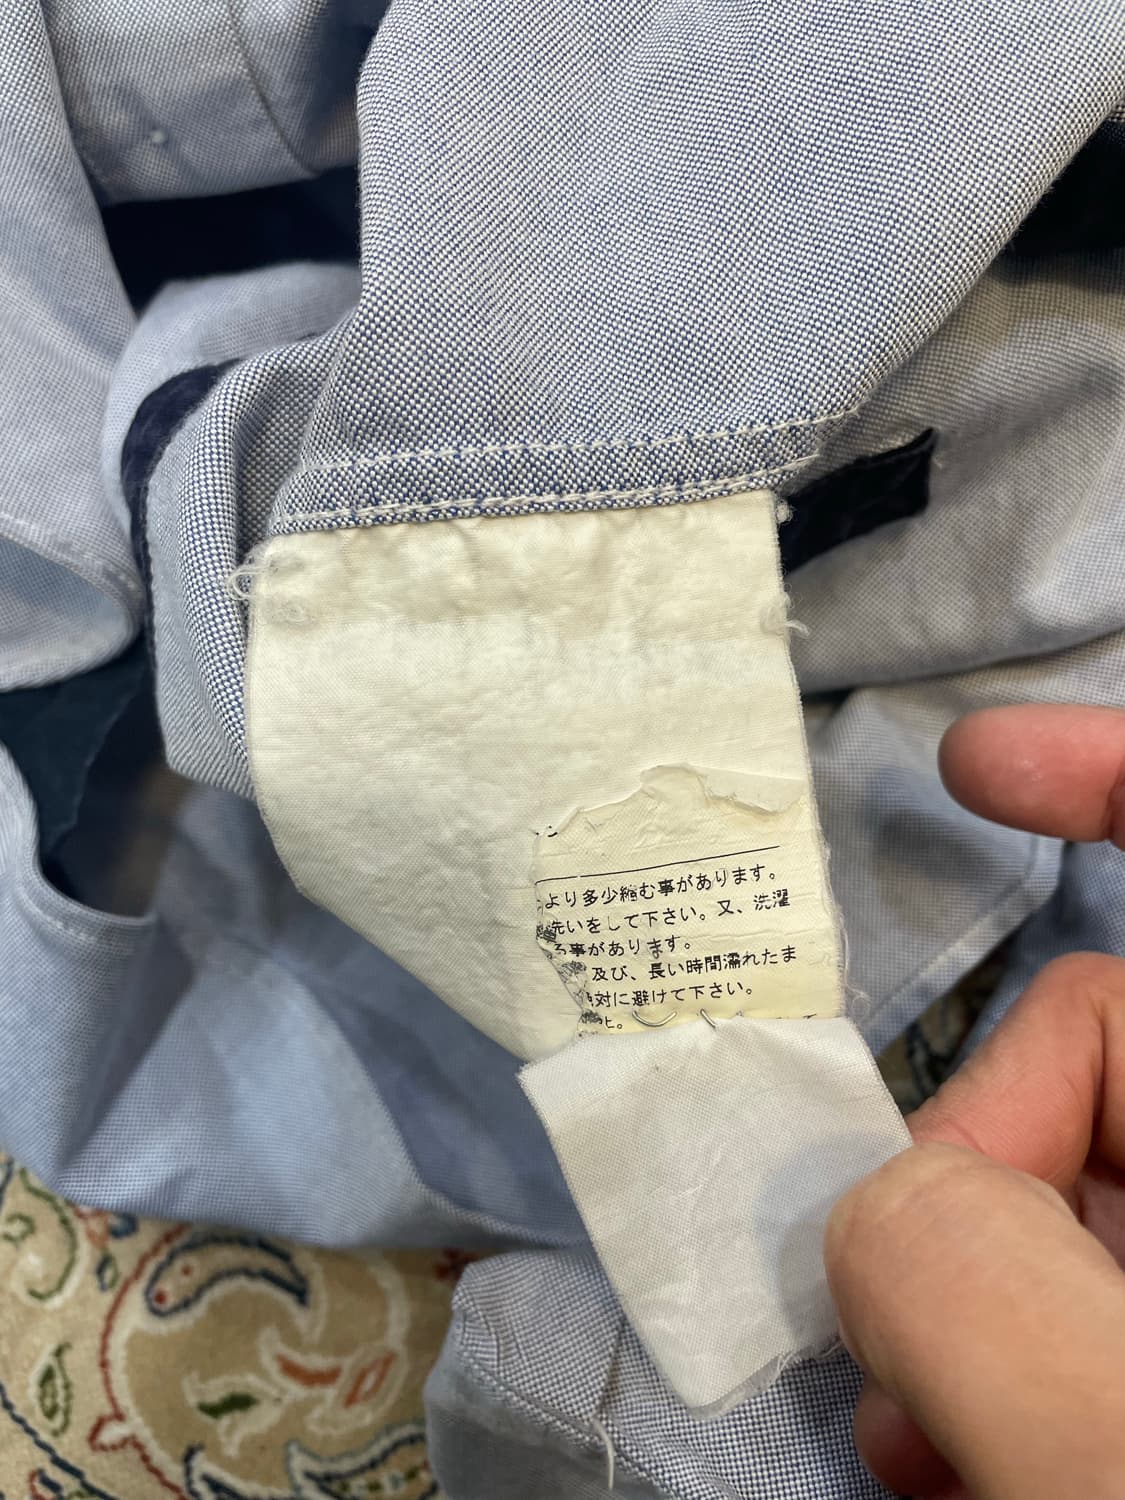 より多少縮む事があります。
洗いをして下さい。又、洗濯
る事があります。
及び、長い時間濡れたま
対に避けて下さい。